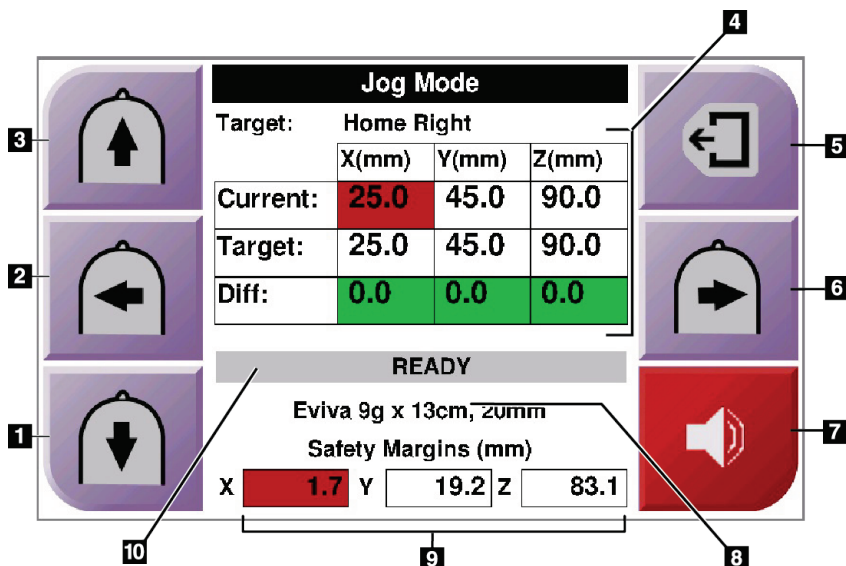 4
Jog Mode
Target: Home Right
X(mm) Y(mm) Z(mm)
Current: 25.0 45.0 90.0
Target: 25.0 45.0 90.0
Diff: 0.0 0.0 0.0
READY
Eviva 9g x 13cm, 20mm
Safety Margins (mm)
X 1.7 Y 19.2 Z 83.1
3
2
1
5
6
7
10
9
8